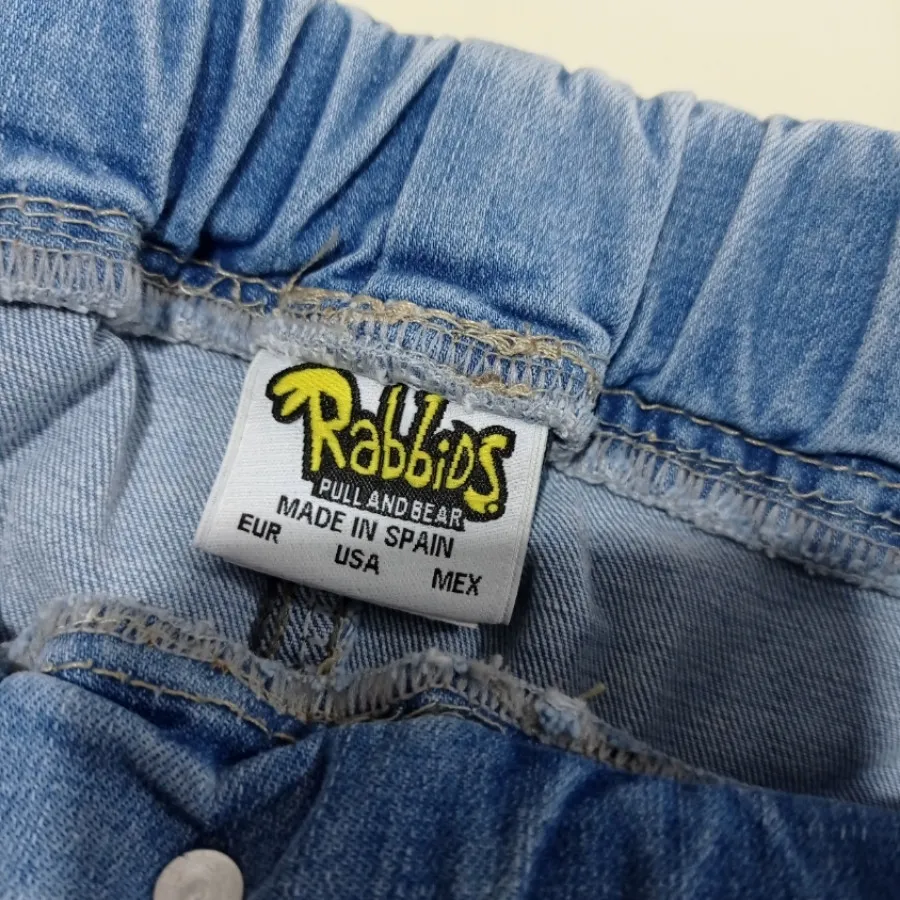 Rabbids
PULL AND BEAR
MADE IN SPAIN
EUR
USA
MEX